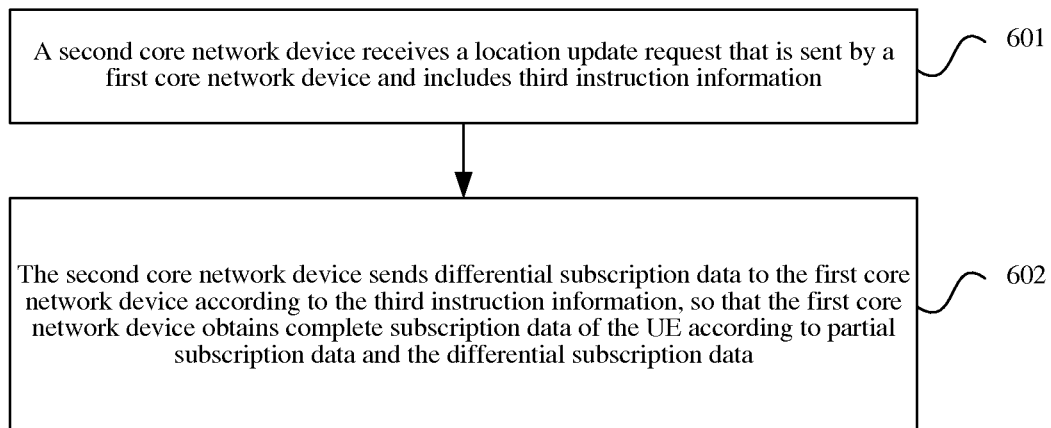 A second core network device receives a location update request that is sent by a
first core network device and includes third instruction information
601
The second core network device sends differential subscription data to the first core
network device according to the third instruction information, so that the first core
network device obtains complete subscription data of the UE according to partial
subscription data and the differential subscription data
602